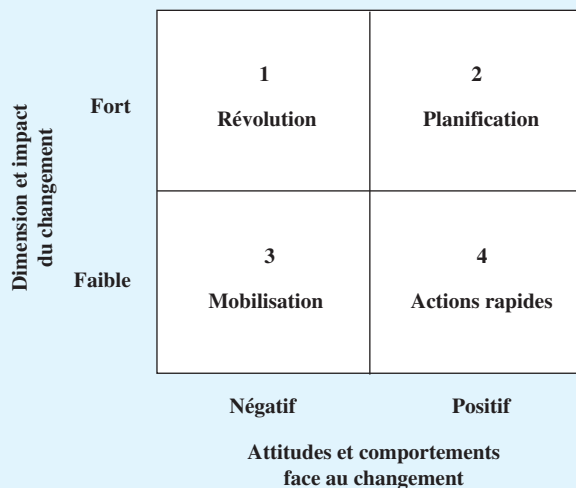 Dimension et impact
du changement
Fort
1
Révolution
2
Planification
Faible
3
Mobilisation
4
Actions rapides
Négatif
Positif
Attitudes et comportements
face au changement